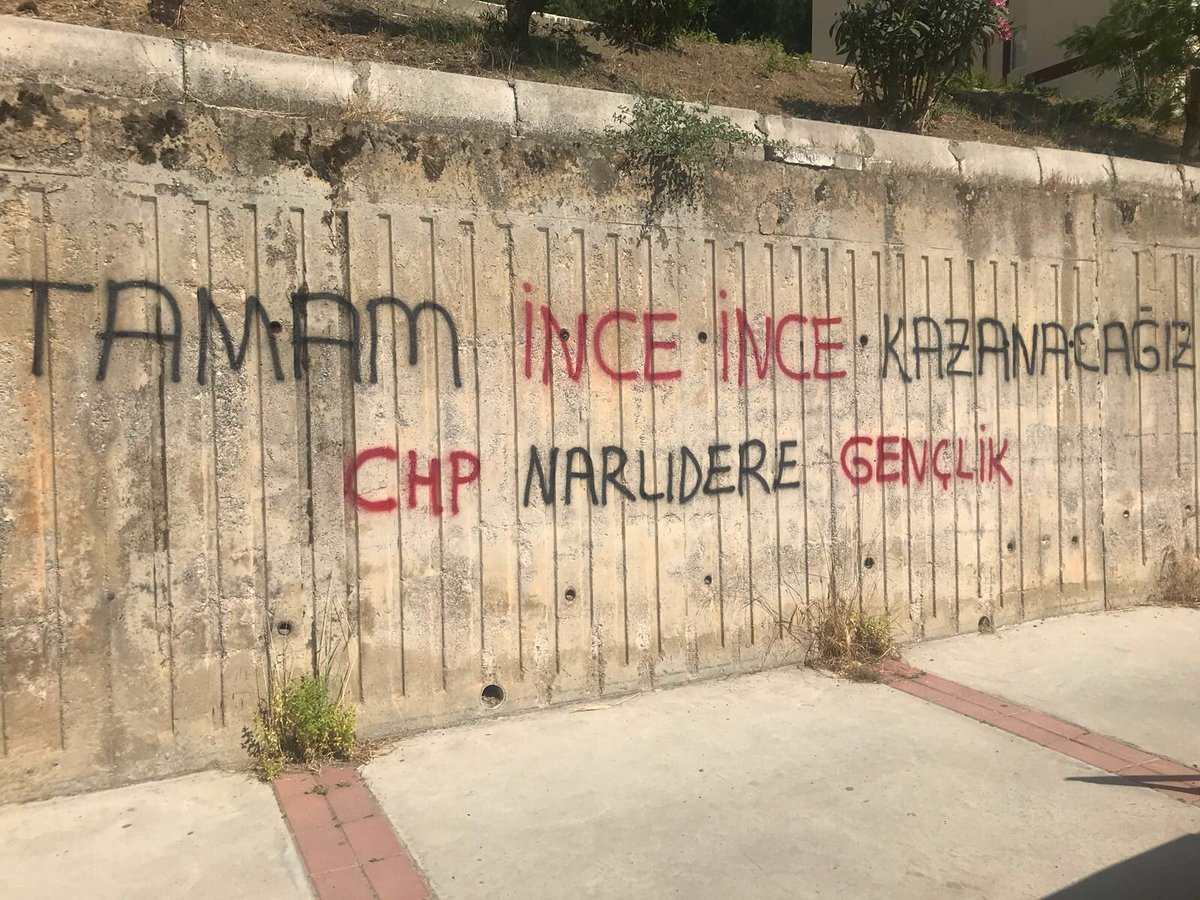 TAMAM İNCE İNCE KAZANACAĞIZ
CHP NARLIDERE GENÇLİK